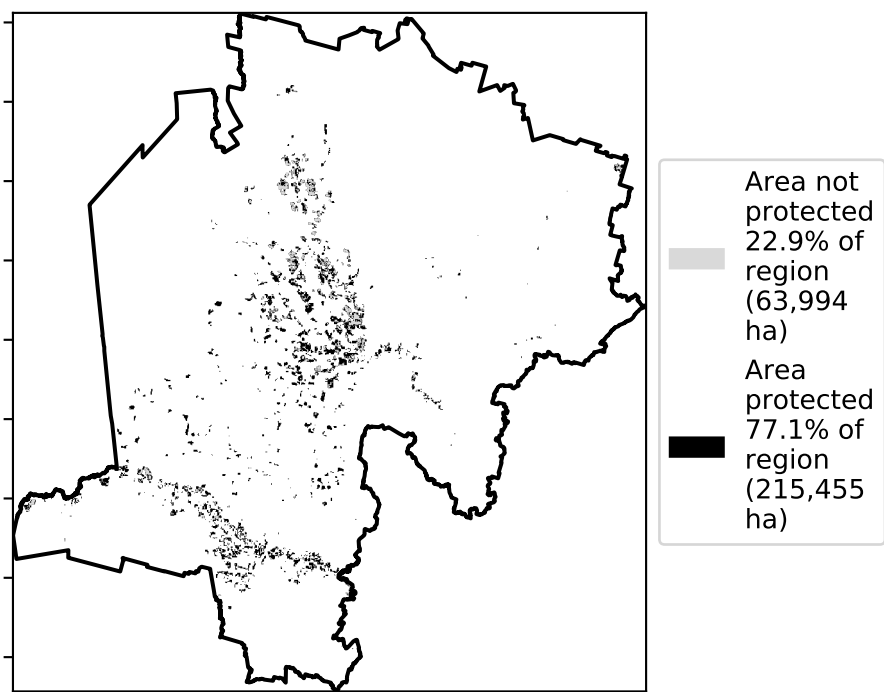 Area not
protected
22.9% of
region
(63,994
ha)
Area
protected
77.1% of
region
(215,455
ha)